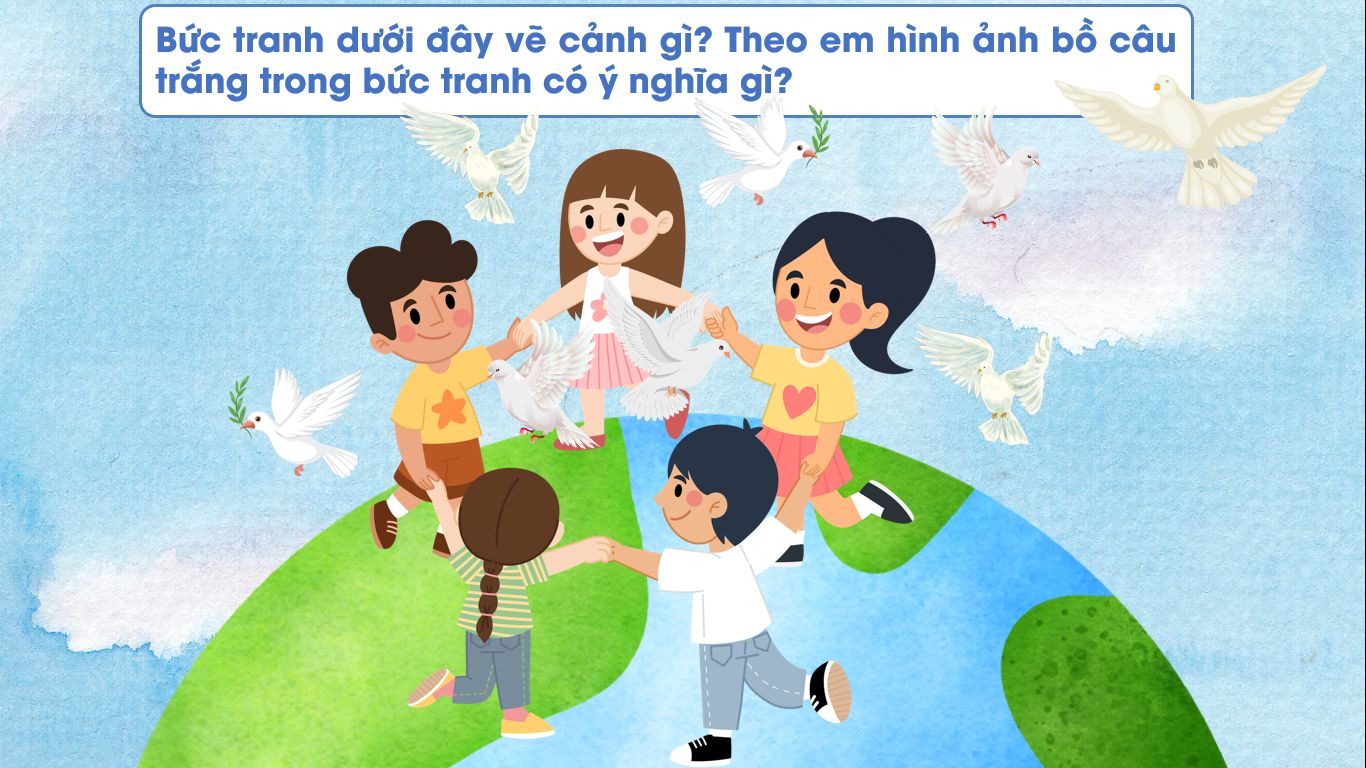 Bức tranh dưới đây vẽ cảnh gì? Theo em hình ảnh bồ câu
trắng trong bức tranh có ý nghĩa gì?